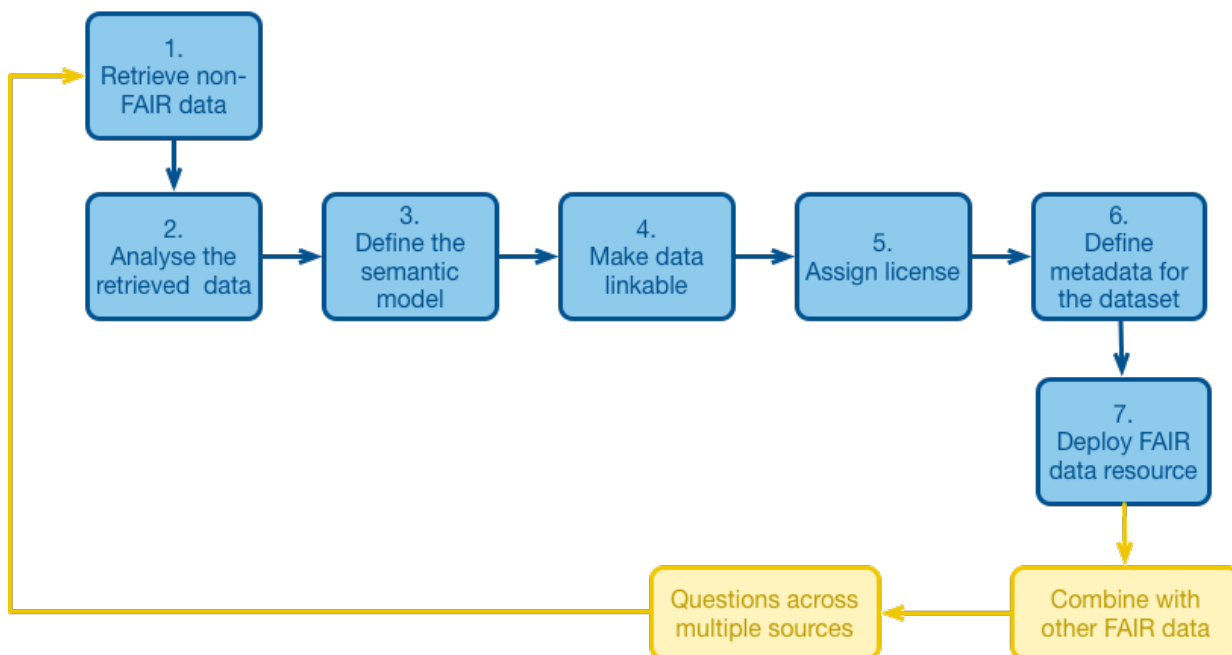 1.
Retrieve non-
FAIR data
2.
Analyse the
retrieved  data
3.
Define the
semantic
model
4.
Make data
linkable
5.
Assign license
6.
Define
metadata for
the dataset
7.
Deploy FAIR
data resource
Combine with
other FAIR data
Questions across
multiple sources